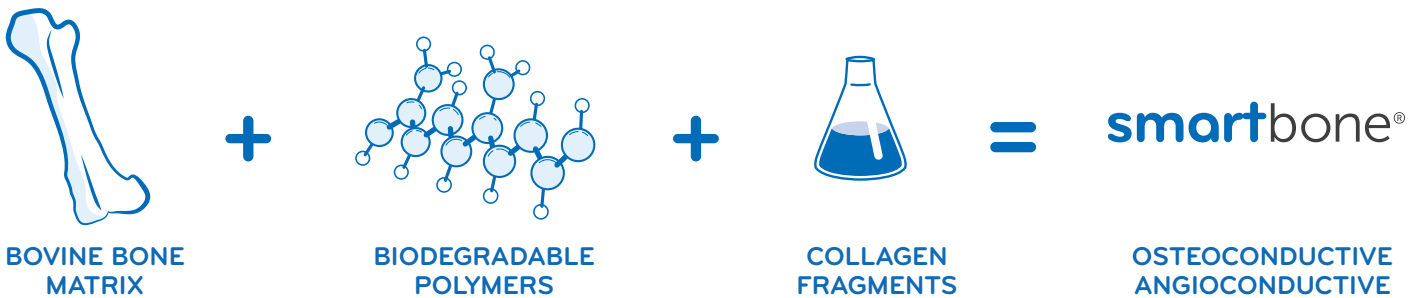 + + = smartbone®
BOVINE BONE
MATRIX
BIODEGRADABLE
POLYMERS
COLLAGEN
FRAGMENTS
OSTEOCONDUCTIVE
ANGIOCONDUCTIVE